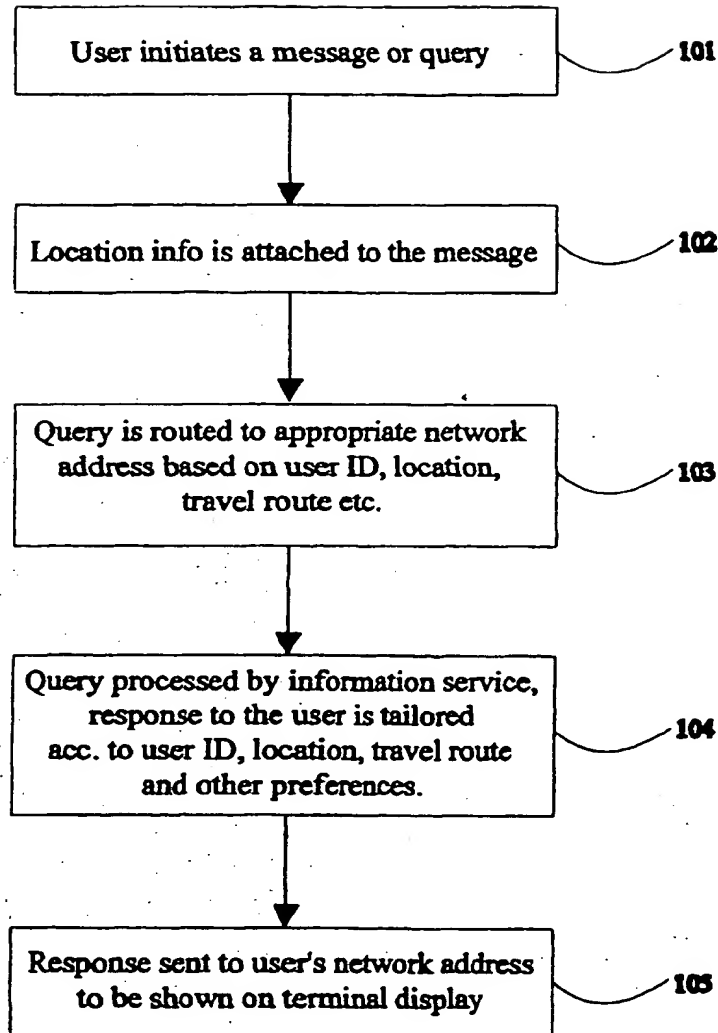 User initiates a message or query
101
Location info is attached to the message
102
Query is routed to appropriate network
address based on user ID, location,
travel route etc.
103
Query processed by information service,
response to the user is tailored
acc. to user ID, location, travel route
and other preferences.
104
Response sent to user's network address
to be shown on terminal display
105